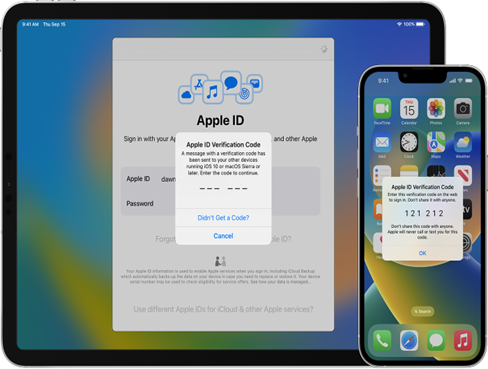 9:41 AM Thu Sep 15
100%
Apple ID
Sign in with your App
and other Apple
Apple ID Verification Code
A message with a verification code has
been sent to your other devices
running iOS 10 or macOS Sierra or
later. Enter the code to continue.
Apple ID dawn
Password
Didn't Get a Code?
Cancel
Forgot
Apple ID?
Your Apple ID information is used to enable Apple services when you sign in, including iCloud Backup
which automatically backs up the data on your device in case you need to replace or restore it. Your device
serial number may be used to check eligibility for service offers. See how your data is managed...
Use different Apple IDs for iCloud & other Apple services?
9:41
THU
15
FaceTime Calendar Photos Camera
Mail Clock Maps Weather
Apple ID Verification Code
Enter this verification code on the web
to sign in. Don't share it with anyone.
121 212
Don't share this code with anyone.
Apple will never call or text you for this
code.
OK
tv
Search